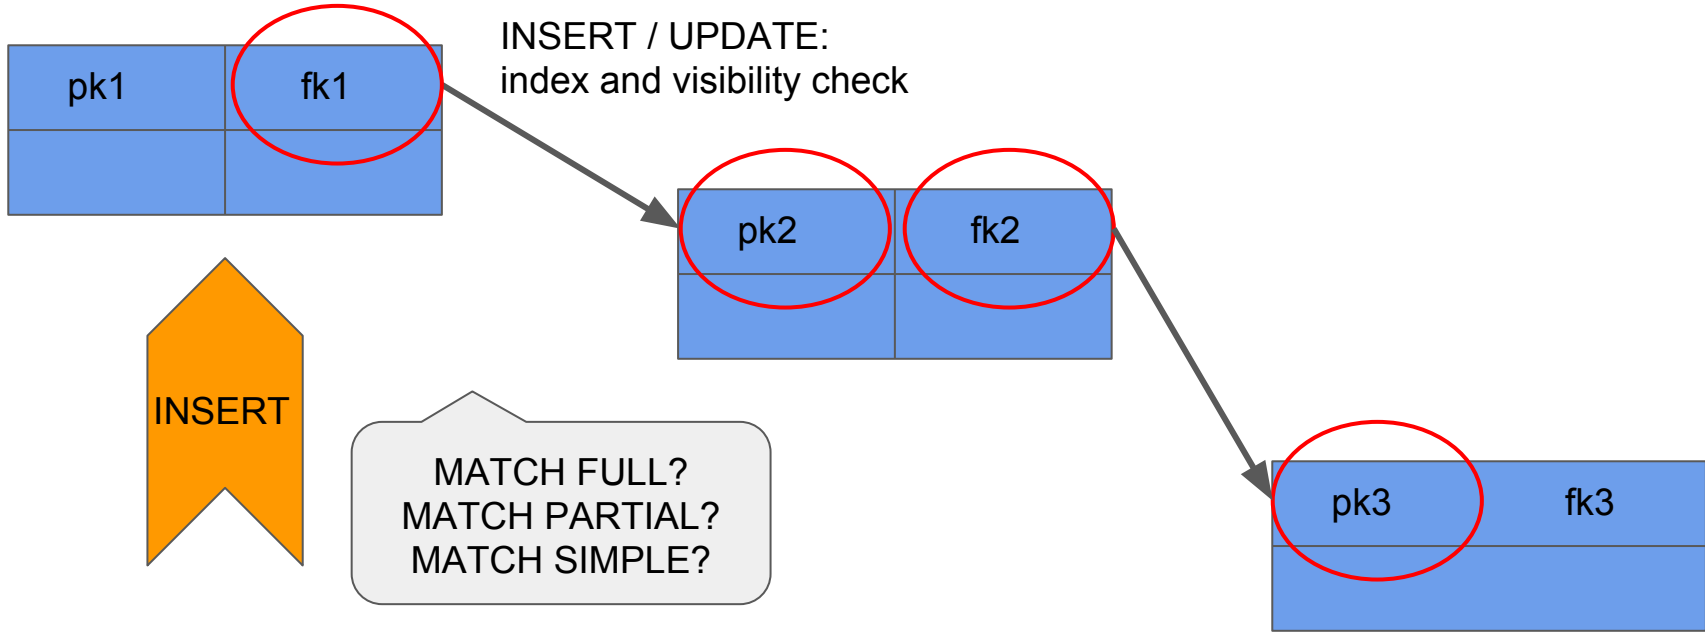 INSERT / UPDATE:
index and visibility check
pk1
fk1
pk2
fk2
INSERT
MATCH FULL?
MATCH PARTIAL?
MATCH SIMPLE?
pk3
fk3